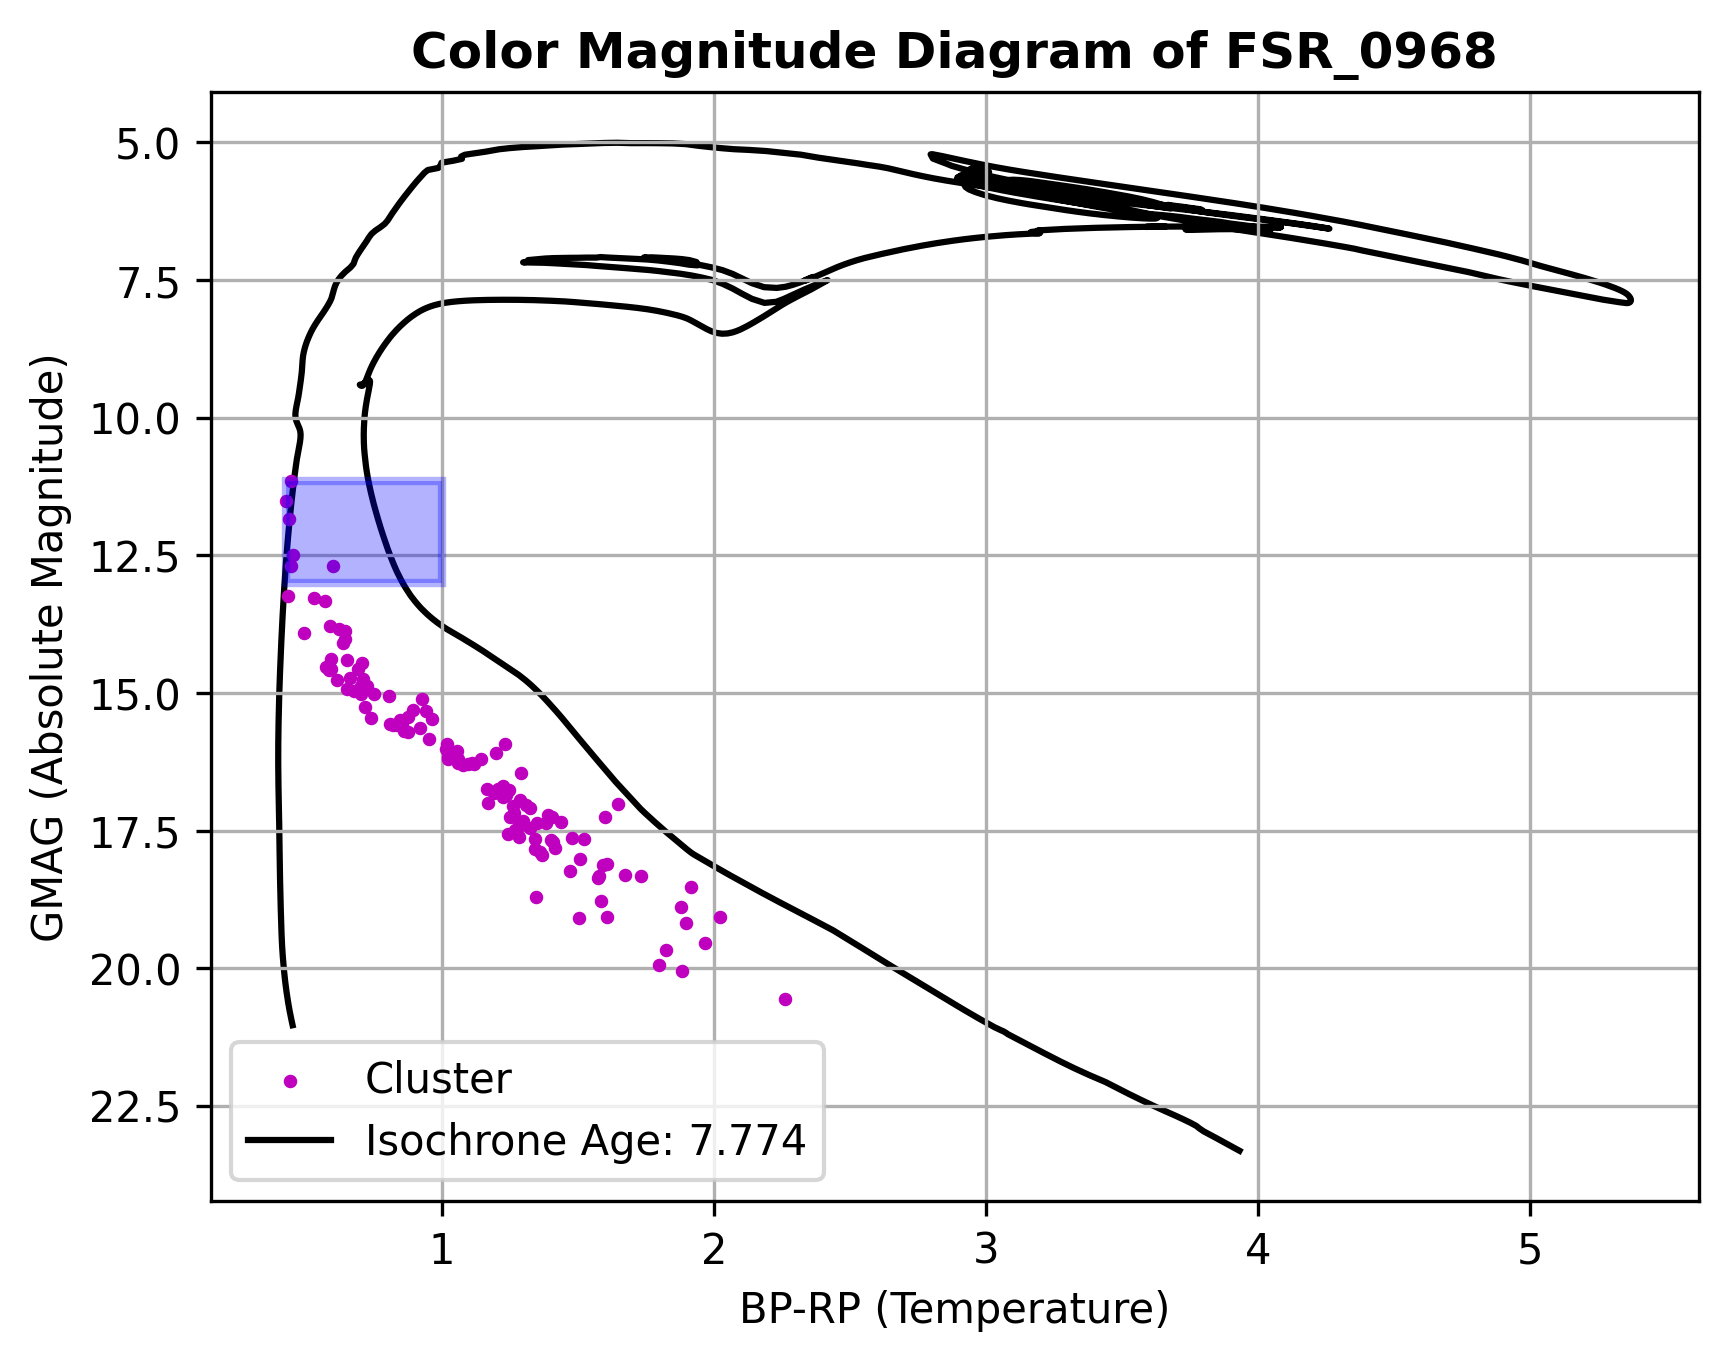 Color Magnitude Diagram of FSR_0968
5.0
7.5
10.0
12.5
15.0
17.5
20.0
22.5
GMAG (Absolute Magnitude)
Cluster
Isochrone Age: 7.774
1
2
3
4
5
BP-RP (Temperature)